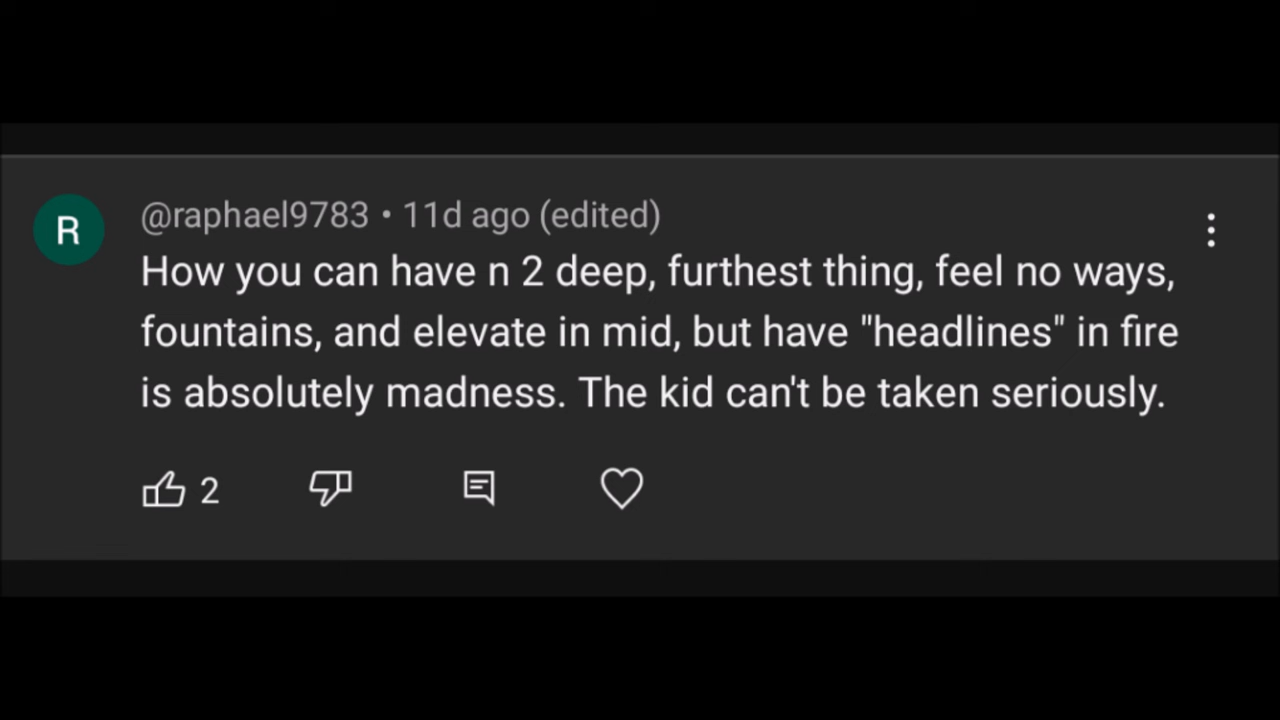 R
@raphael9783 • 11d ago (edited)
How you can have n 2 deep, furthest thing, feel no ways,
fountains, and elevate in mid, but have "headlines" in fire
is absolutely madness. The kid can't be taken seriously.
2